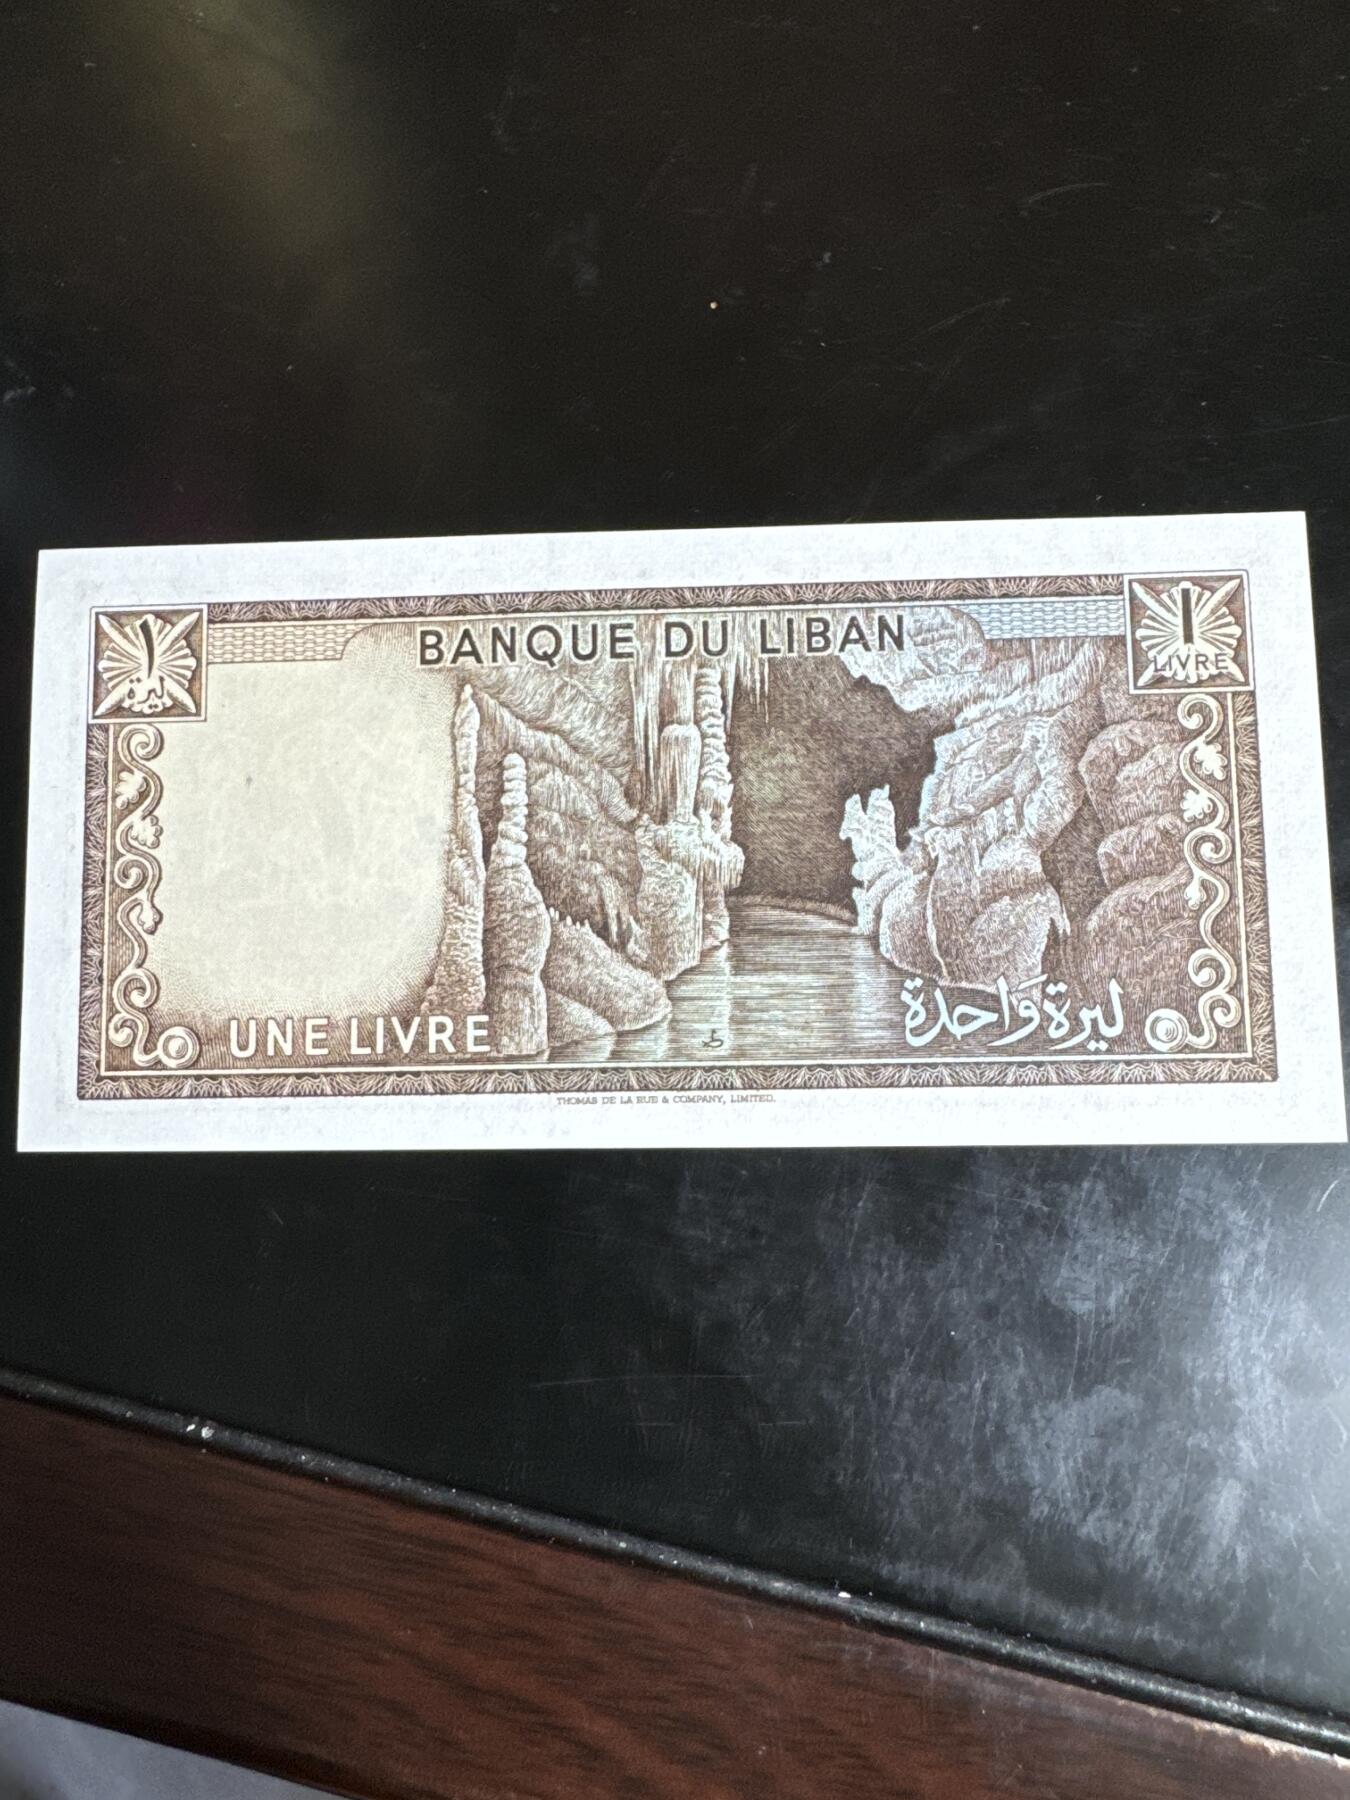 BANQUE DU LIBAN
١
ليرة
1
LIVRE
UNE LIVRE
ليرة واحدة
THOMAS DE LA RUE & COMPANY, LIMITED.